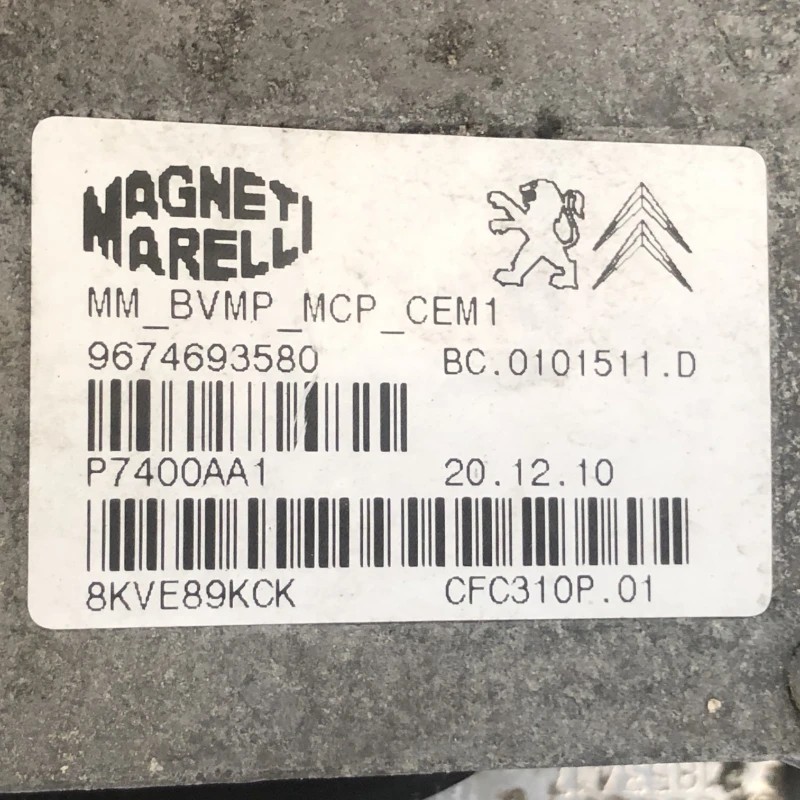 MAGNETI
MARELLI
MM_BVMP_MCP_CEM1
9674693580 BC.0101511.D
P7400AA1 20.12.10
8KVE89KCK CFC310P.01